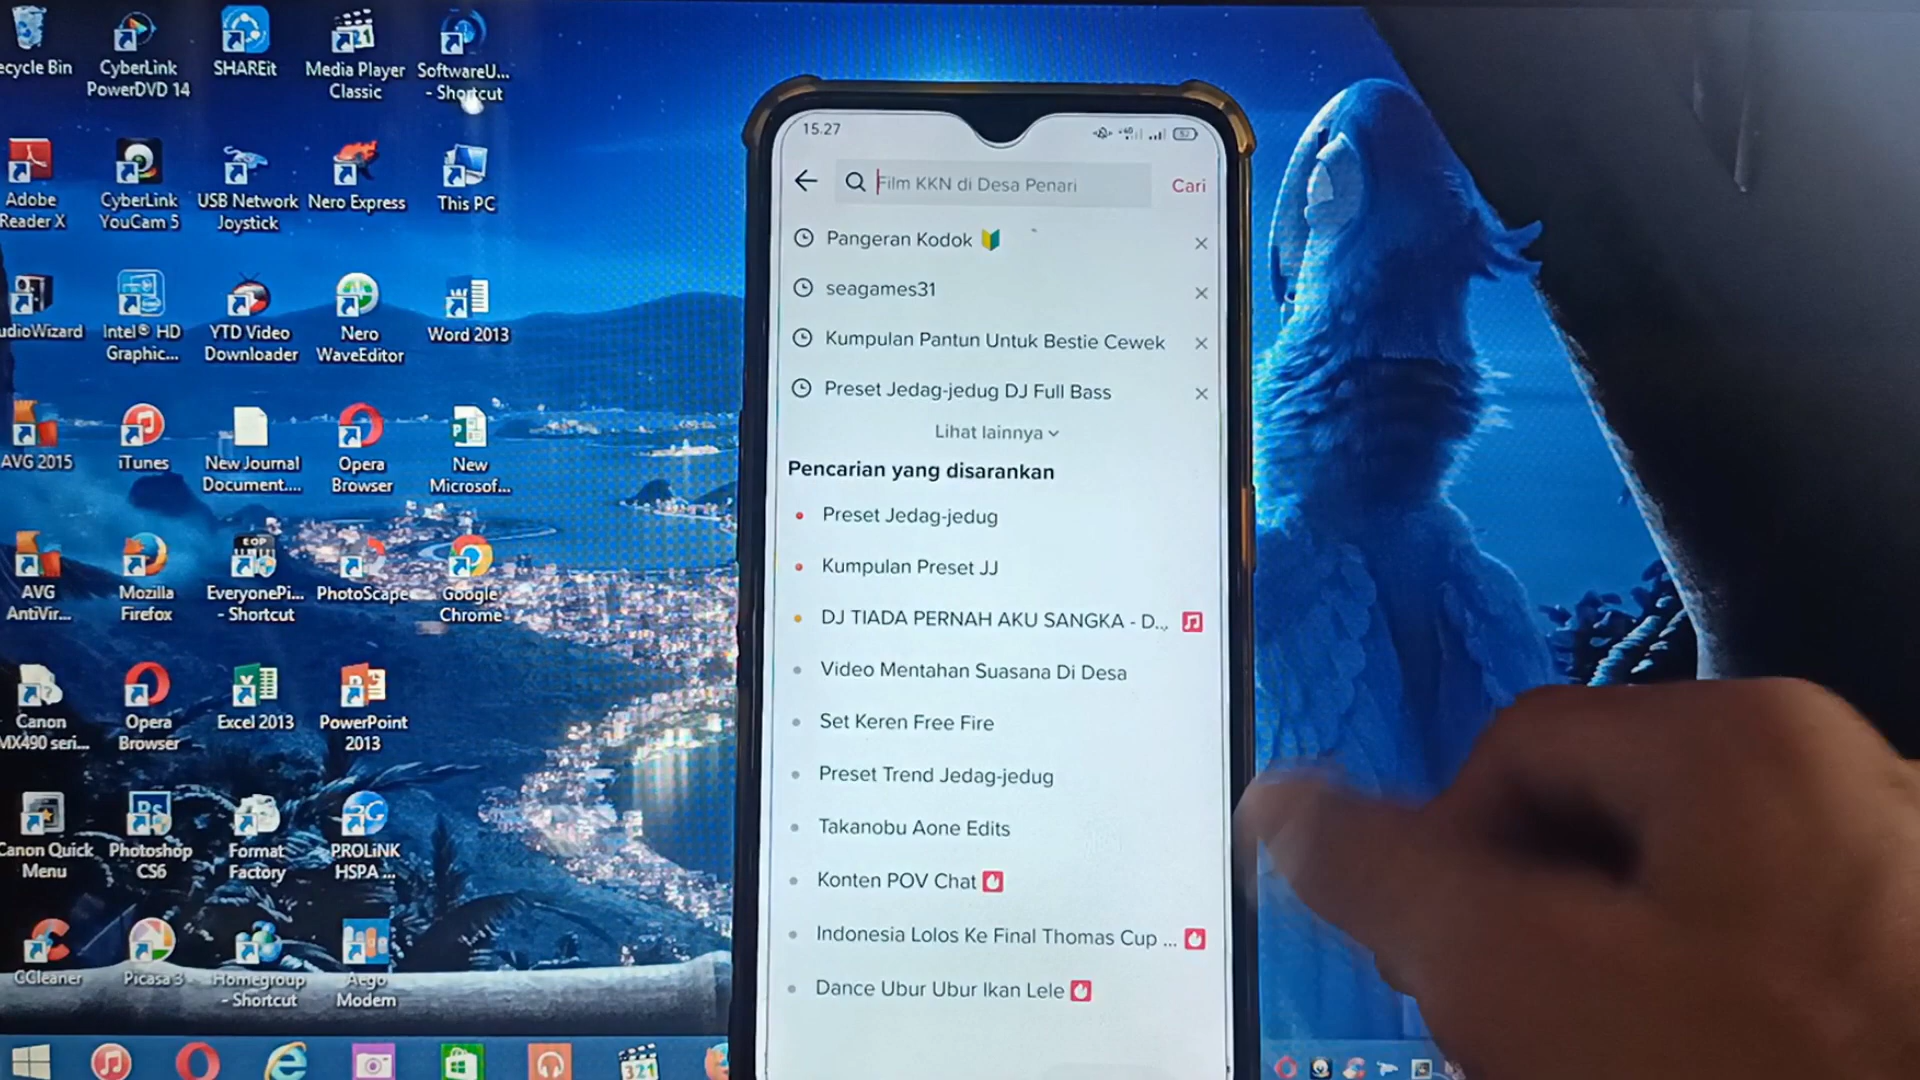 ecycle Bin
CyberLink
PowerDVD 14
SHAREit
Media Player
Classic
SoftwareU...
- Shortcut
Adobe
Reader X
CyberLink
YouCam 5
USB Network
Joystick
Nero Express
This PC
udioWizard
Intel® HD
Graphic...
YTD Video
Downloader
Nero
WaveEditor
Word 2013
AVG 2015
iTunes
New Journal
Document....
Opera
Browser
New
Microsof...
AVG
AntiVir...
Mozilla
Firefox
EOP
EveryonePi...
- Shortcut
PhotoScape
Google
Chrome
Canon
MX490 seri...
Opera
Browser
Excel 2013
PowerPoint
2013
Canon Quick
Menu
Photoshop
CS6
Format
Factory
PROLiNK
HSPA ...
CCleaner
Picasa 3
Homegroup
- Shortcut
Aego
Modem
321
15.27
Film KKN di Desa Penari
Cari
Pangeran Kodok 🔰
seagames31
Kumpulan Pantun Untuk Bestie Cewek
Preset Jedag-jedug DJ Full Bass
Lihat lainnya
Pencarian yang disarankan
Preset Jedag-jedug
Kumpulan Preset JJ
DJ TIADA PERNAH AKU SANGKA - D...
Video Mentahan Suasana Di Desa
Set Keren Free Fire
Preset Trend Jedag-jedug
Takanobu Aone Edits
Konten POV Chat
Indonesia Lolos Ke Final Thomas Cup ...
Dance Ubur Ubur Ikan Lele